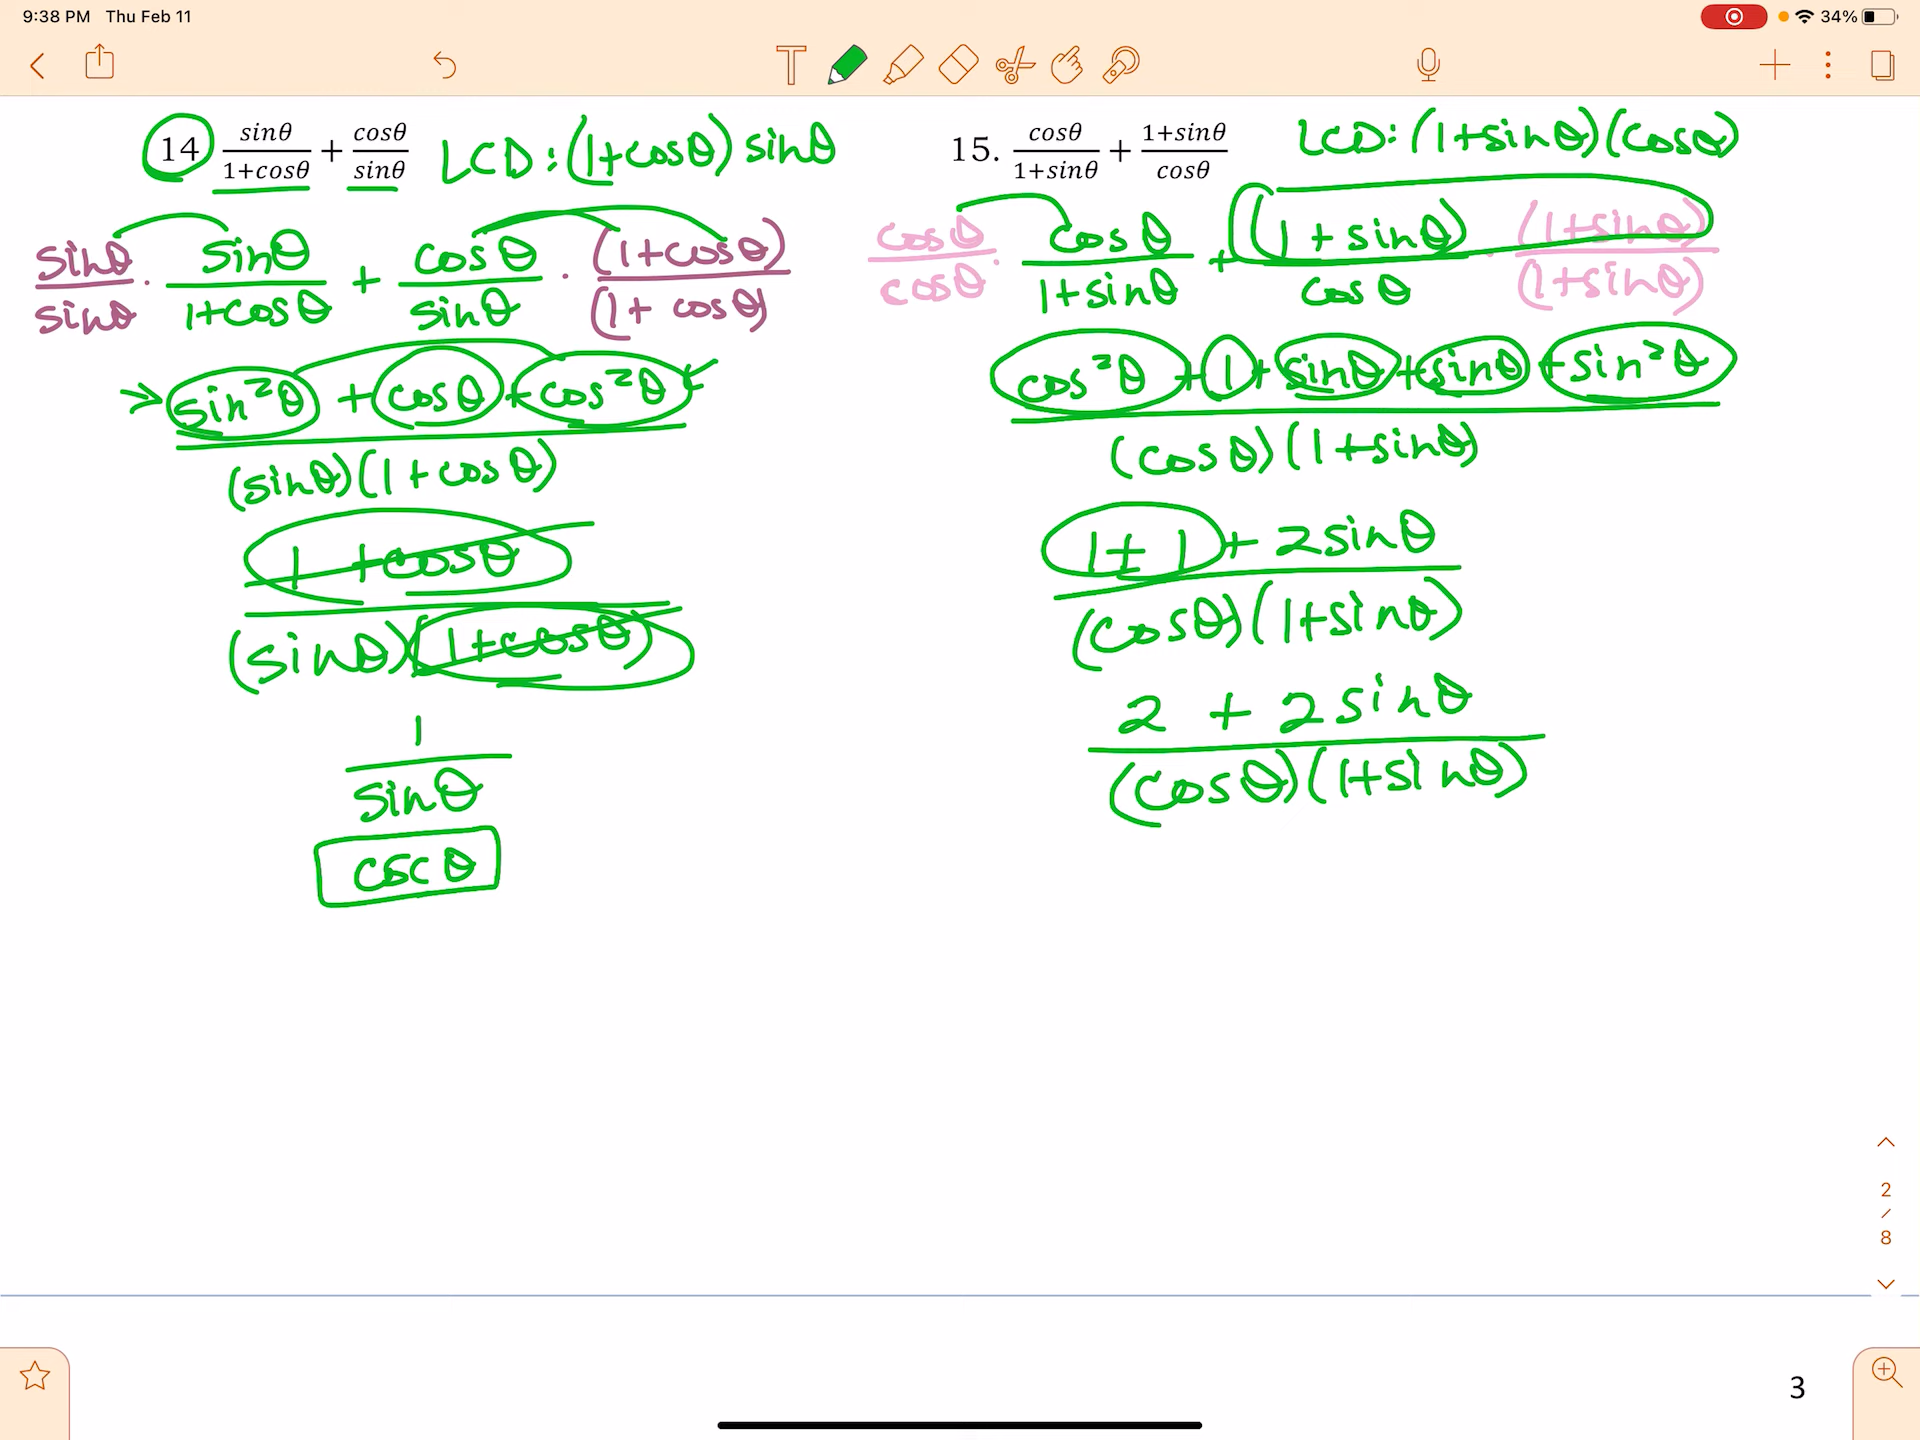 9:38 PM Thu Feb 11 34%
14 sinθ/1+cosθ + cosθ/sinθ LCD: (1+cosθ) sinθ
sinθ/sinθ · sinθ/1+cosθ + cosθ/sinθ · (1+cosθ)/(1+cosθ)
sin²θ + cosθ + cos²θ
(sinθ)(1+cosθ)
1 + cosθ
(sinθ)(1+cosθ)
1
sinθ
cscθ
15. cosθ/1+sinθ + 1+sinθ/cosθ LCD: (1+sinθ)(cosθ)
cosθ/cosθ · cosθ/1+sinθ + (1+sinθ)/cosθ · (1+sinθ)/(1+sinθ)
cos²θ + 1 + sinθ + sinθ + sin²θ
(cosθ)(1+sinθ)
1 + 1 + 2sinθ
(cosθ)(1+sinθ)
2 + 2sinθ
(cosθ)(1+sinθ)
2
/
8
3